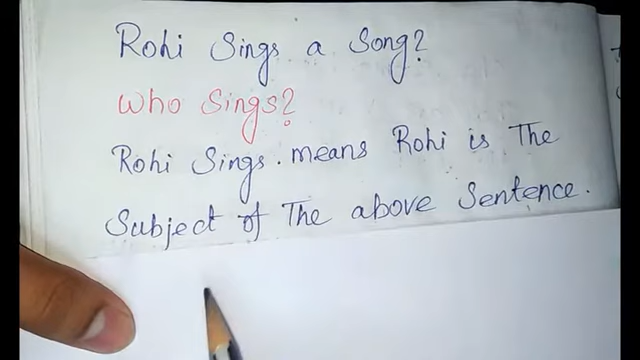 Rohi Sings a Song?
Who Sings?
Rohi Sings. means Rohi is The
Subject of The above Sentence.